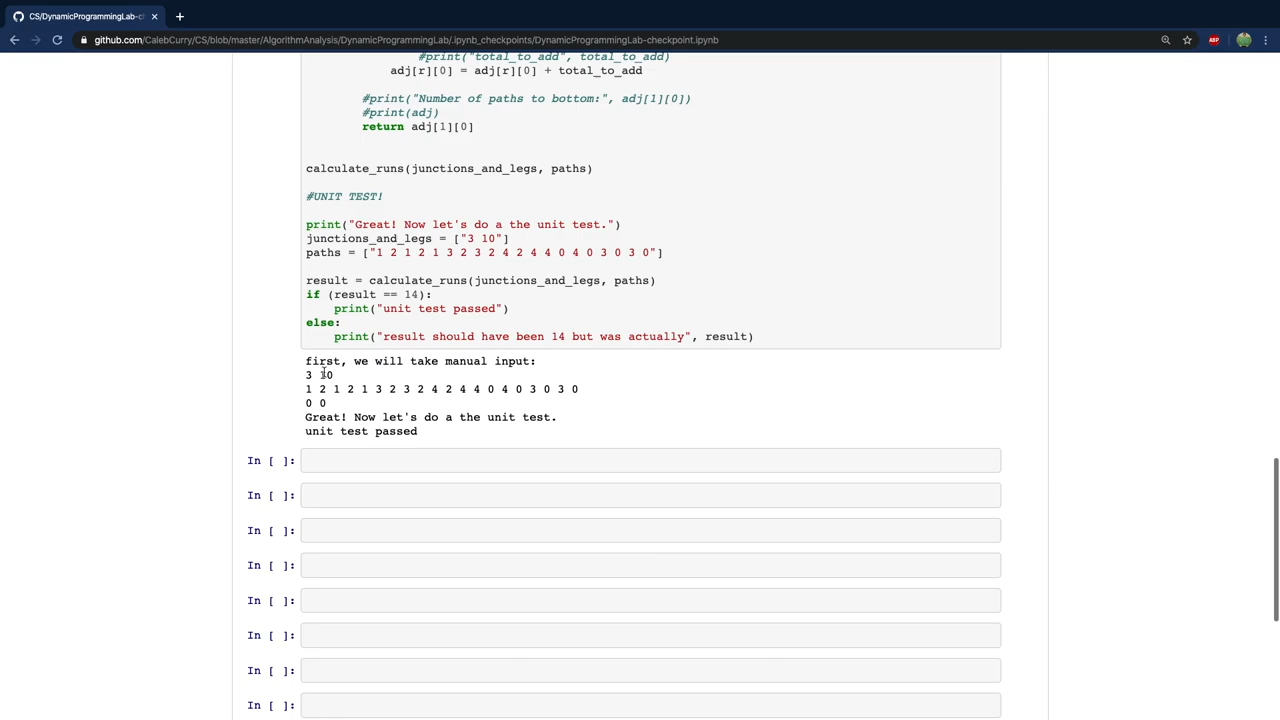 CS/DynamicProgrammingLab-c
github.com/CalebCurry/CS/blob/master/AlgorithmAnalysis/DynamicProgrammingLab/.ipynb_checkpoints/DynamicProgrammingLab-checkpoint.ipynb
ABP
#print("total_to_add", total_to_add)
adj[r][0] = adj[r][0] + total_to_add
#print("Number of paths to bottom:", adj[1][0])
#print(adj)
return adj[1][0]
calculate_runs(junctions_and_legs, paths)
#UNIT TEST!
print("Great! Now let's do a the unit test.")
junctions_and_legs = ["3 10"]
paths = ["1 2 1 2 1 3 2 3 2 4 2 4 4 0 4 0 3 0 3 0"]
result = calculate_runs(junctions_and_legs, paths)
if (result == 14):
print("unit test passed")
else:
print("result should have been 14 but was actually", result)
first, we will take manual input:
3 10
1 2 1 2 1 3 2 3 2 4 2 4 4 0 4 0 3 0 3 0
0 0
Great! Now let's do a the unit test.
unit test passed
In [ ]:
In [ ]:
In [ ]:
In [ ]:
In [ ]:
In [ ]:
In [ ]:
In [ ]: